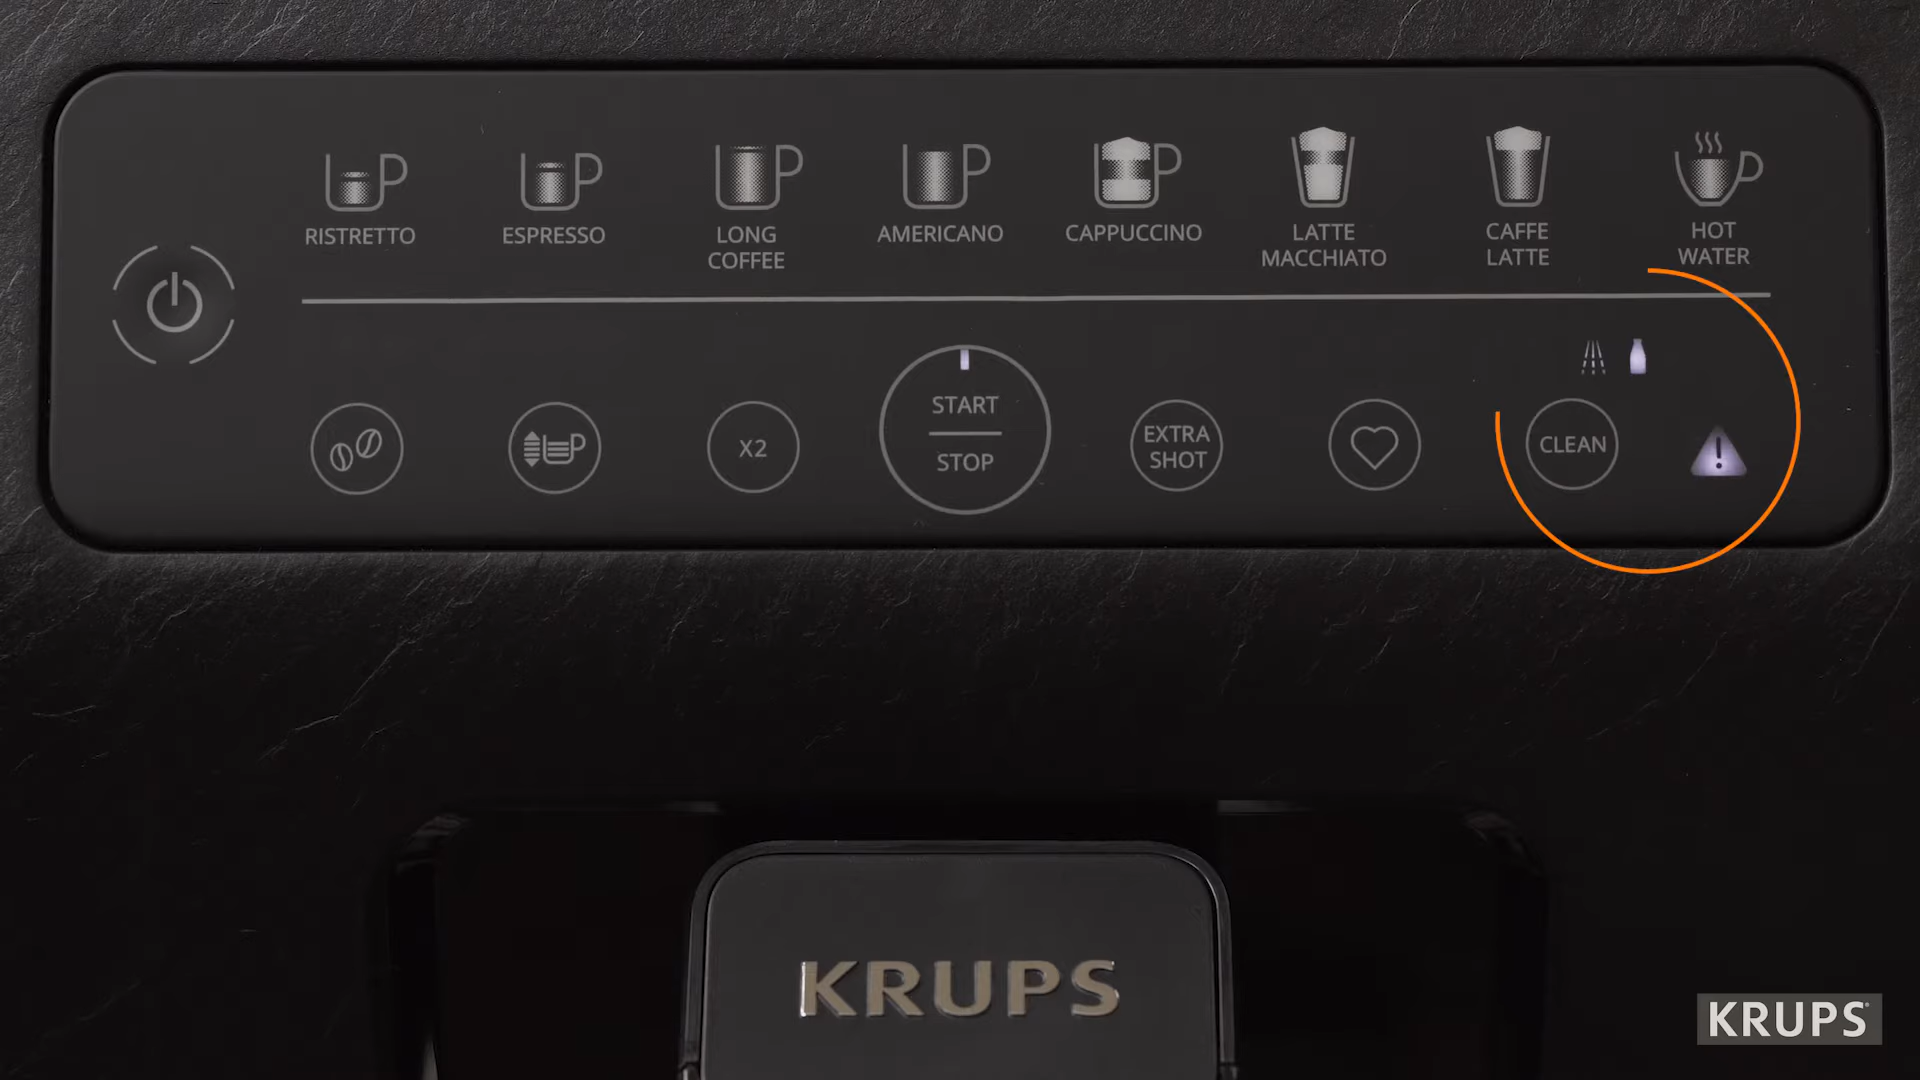 RISTRETTO
ESPRESSO
LONG
COFFEE
AMERICANO
CAPPUCCINO
LATTE
MACCHIATO
CAFFE
LATTE
HOT
WATER
X2
START
STOP
EXTRA
SHOT
CLEAN
!
KRUPS
KRUPS